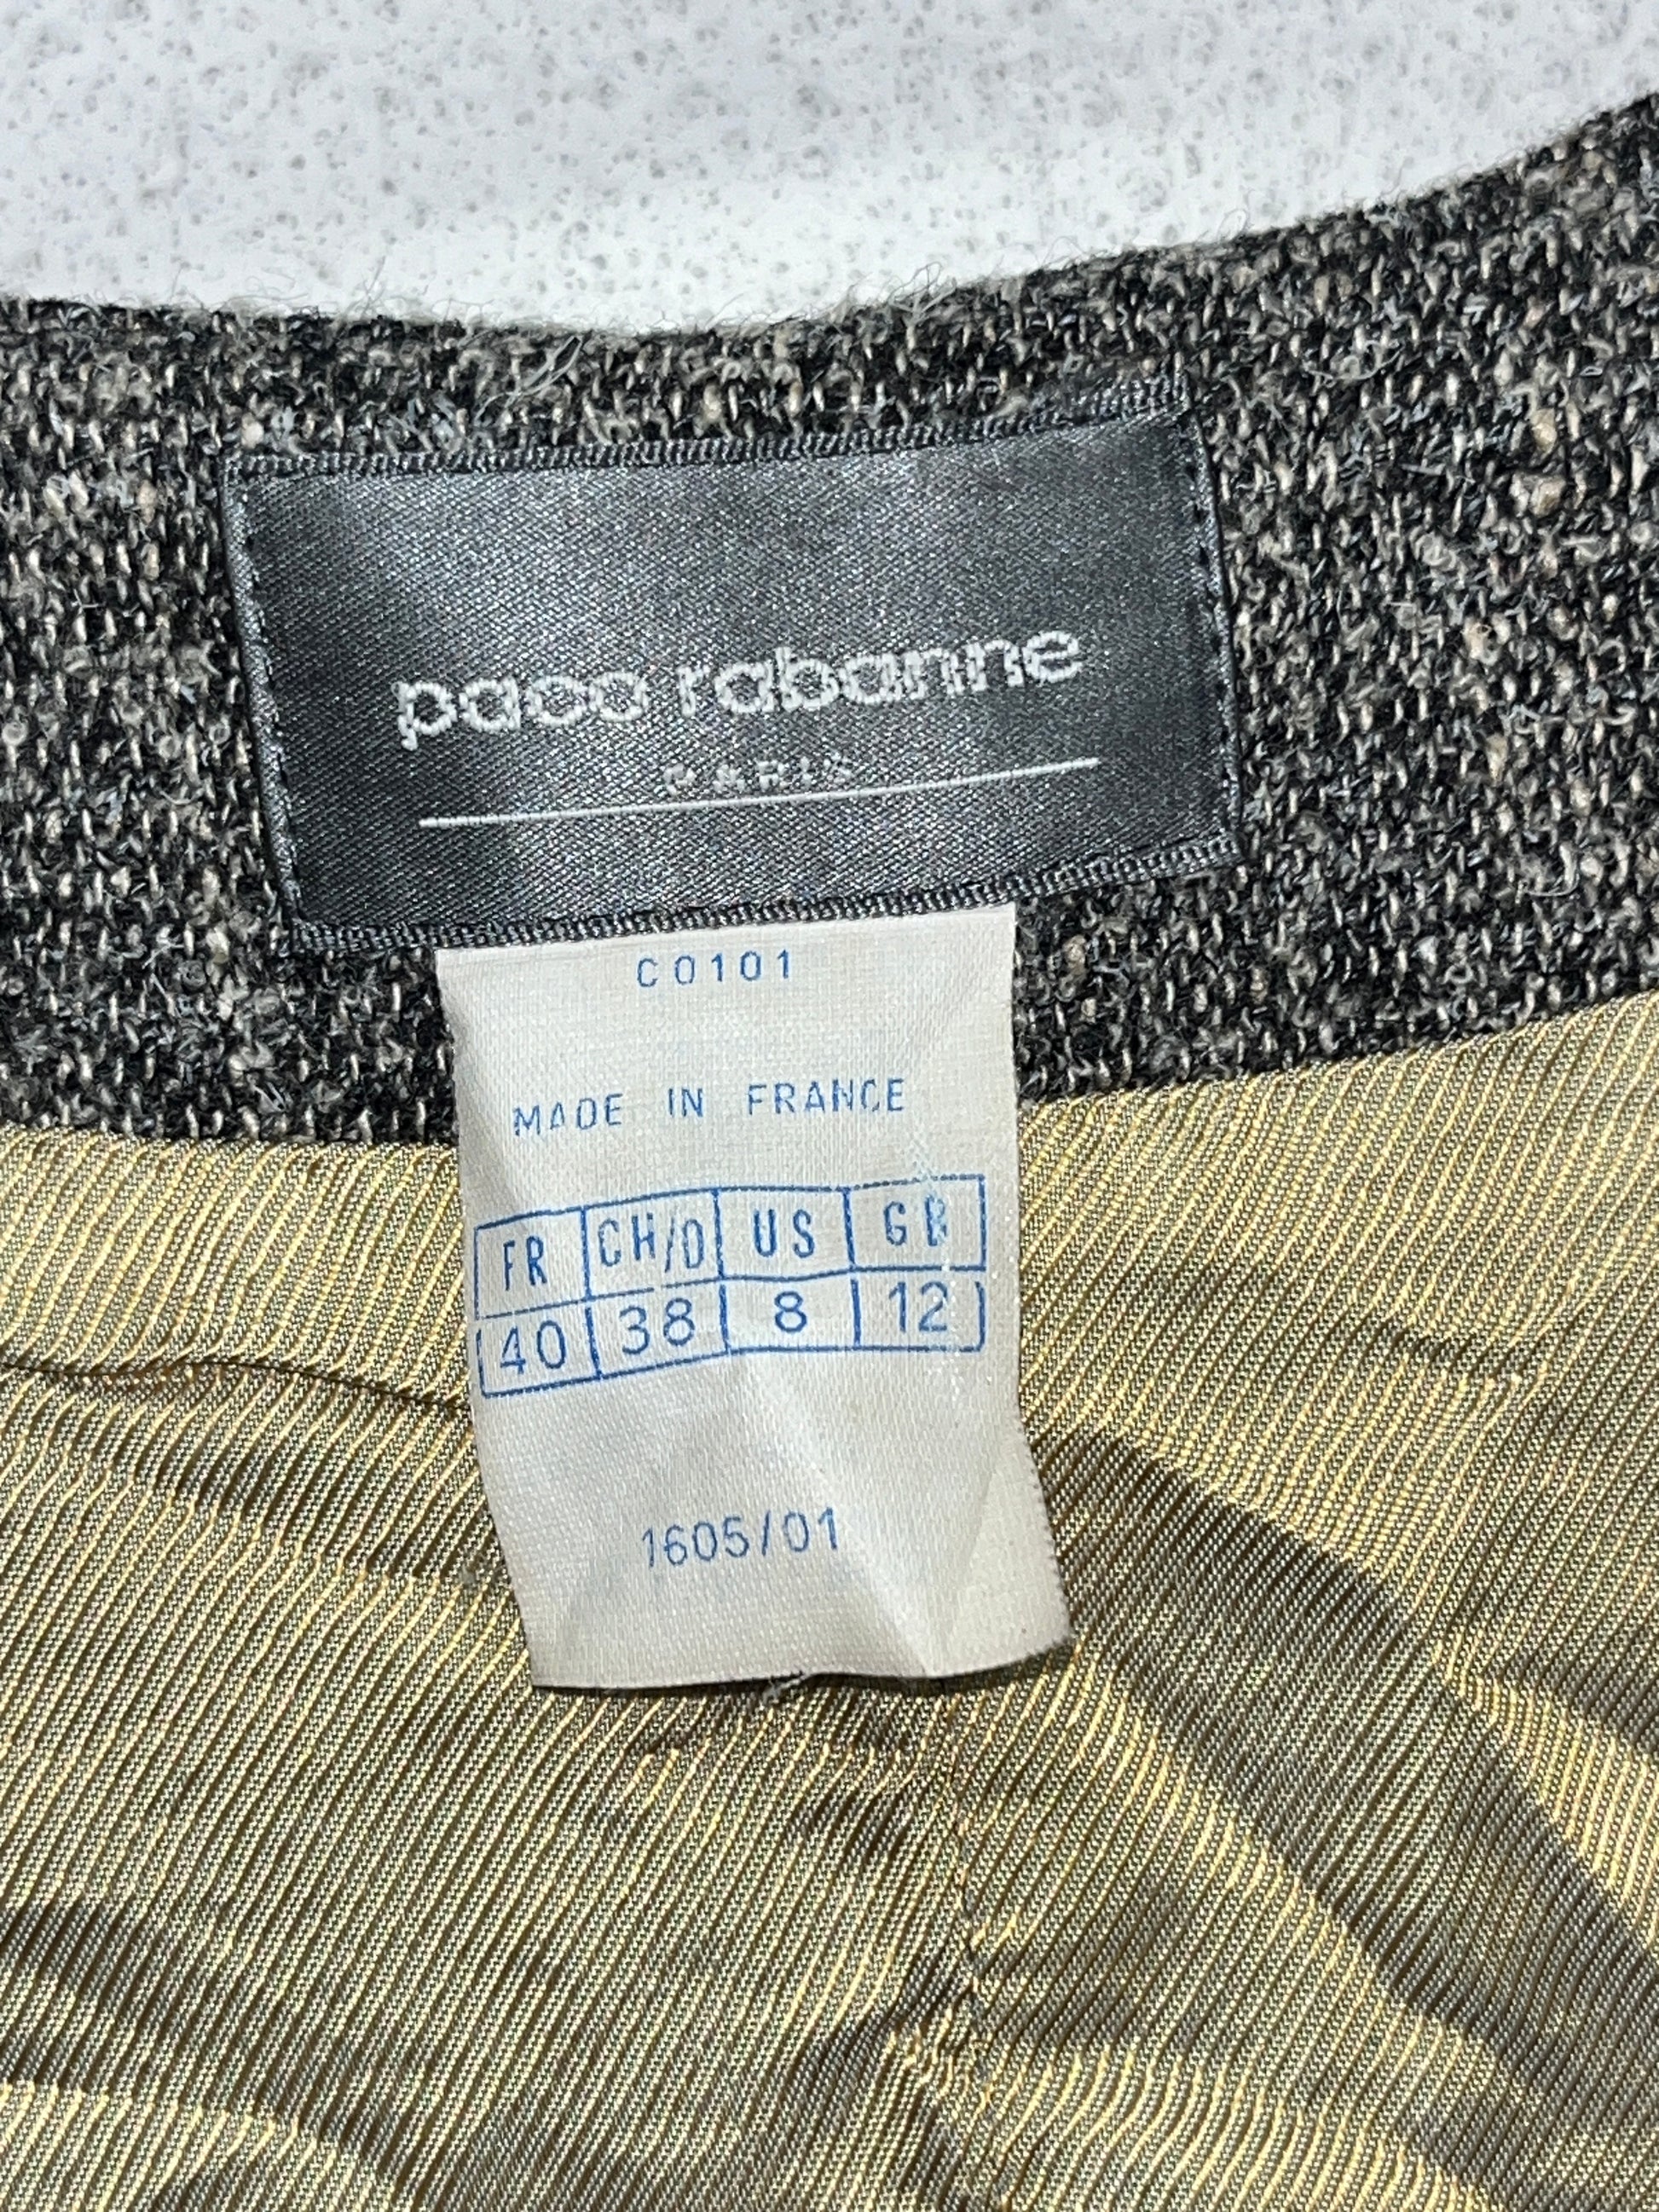 paco rabanne
PARIS
C0101
MADE IN FRANCE
FR CH/D US GB
40 38 8 12
1605/01